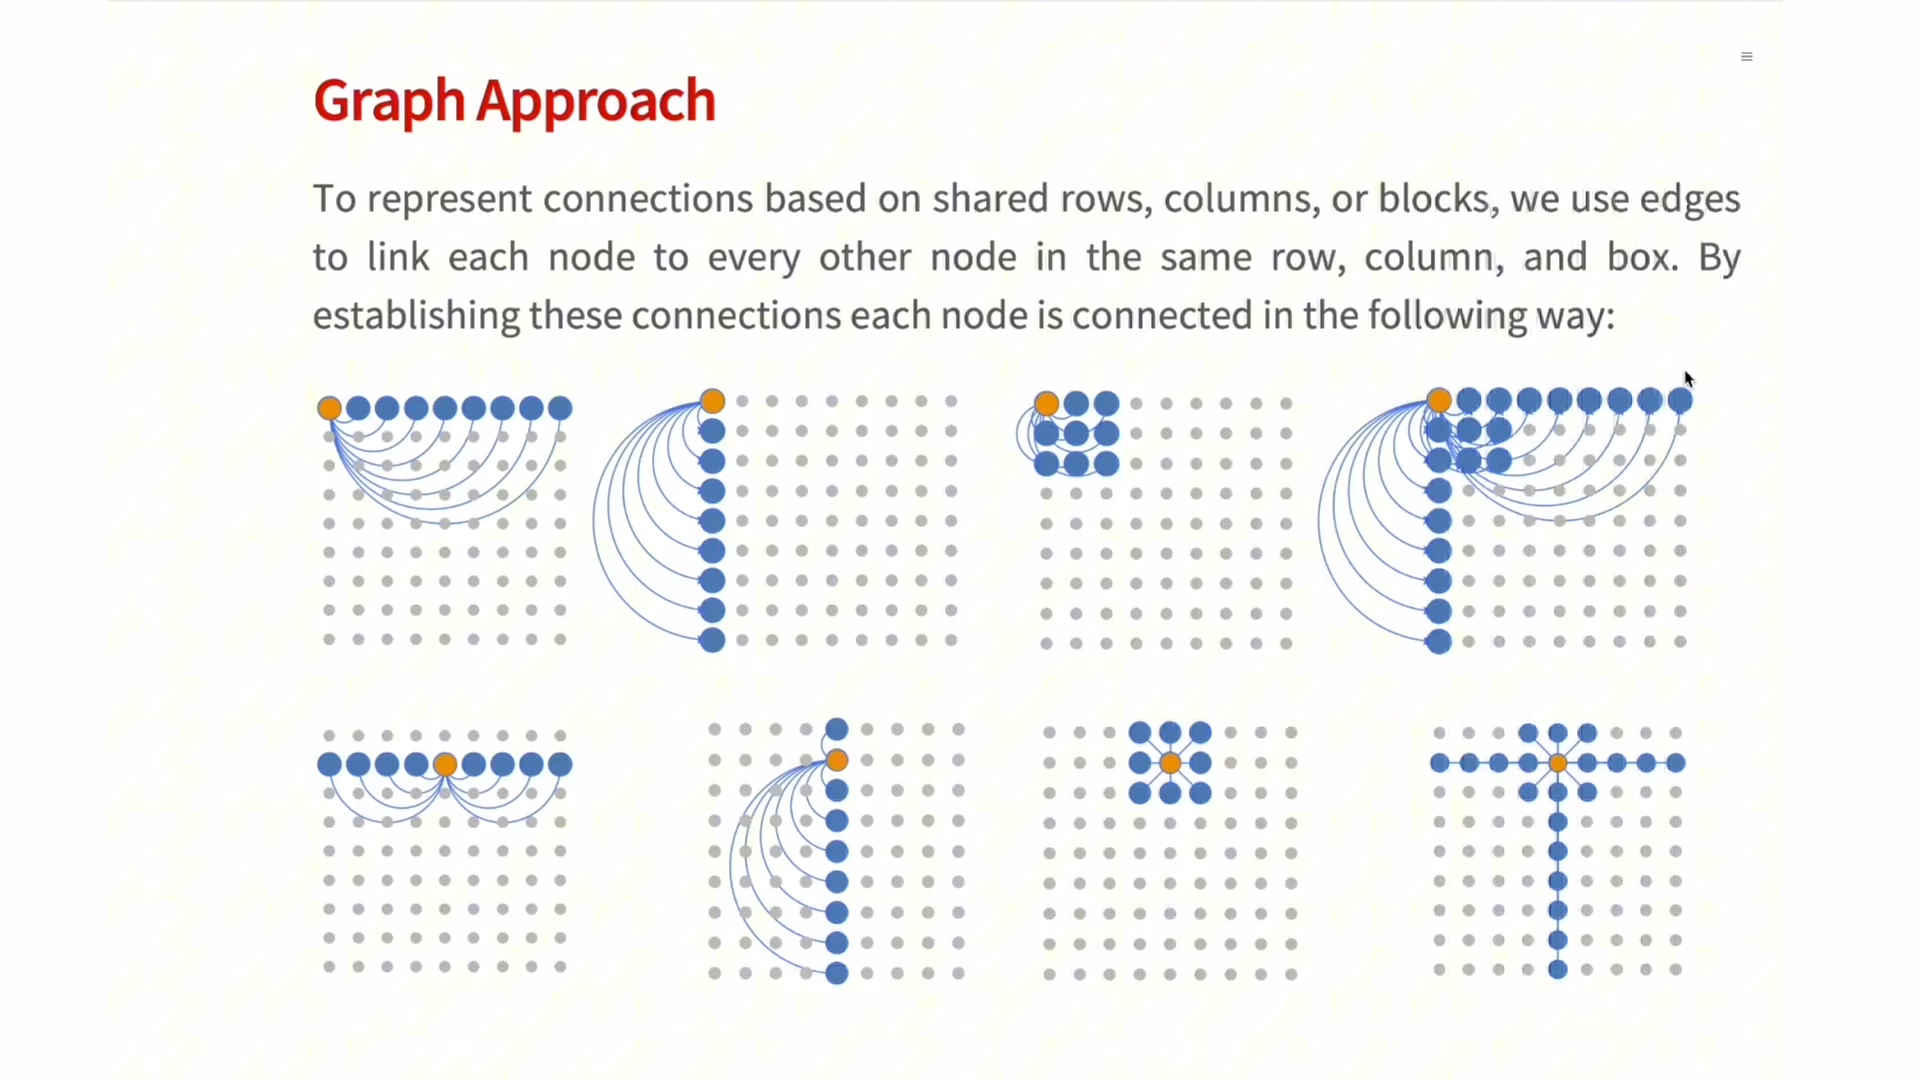 Graph Approach
To represent connections based on shared rows, columns, or blocks, we use edges
to link each node to every other node in the same row, column, and box. By
establishing these connections each node is connected in the following way: